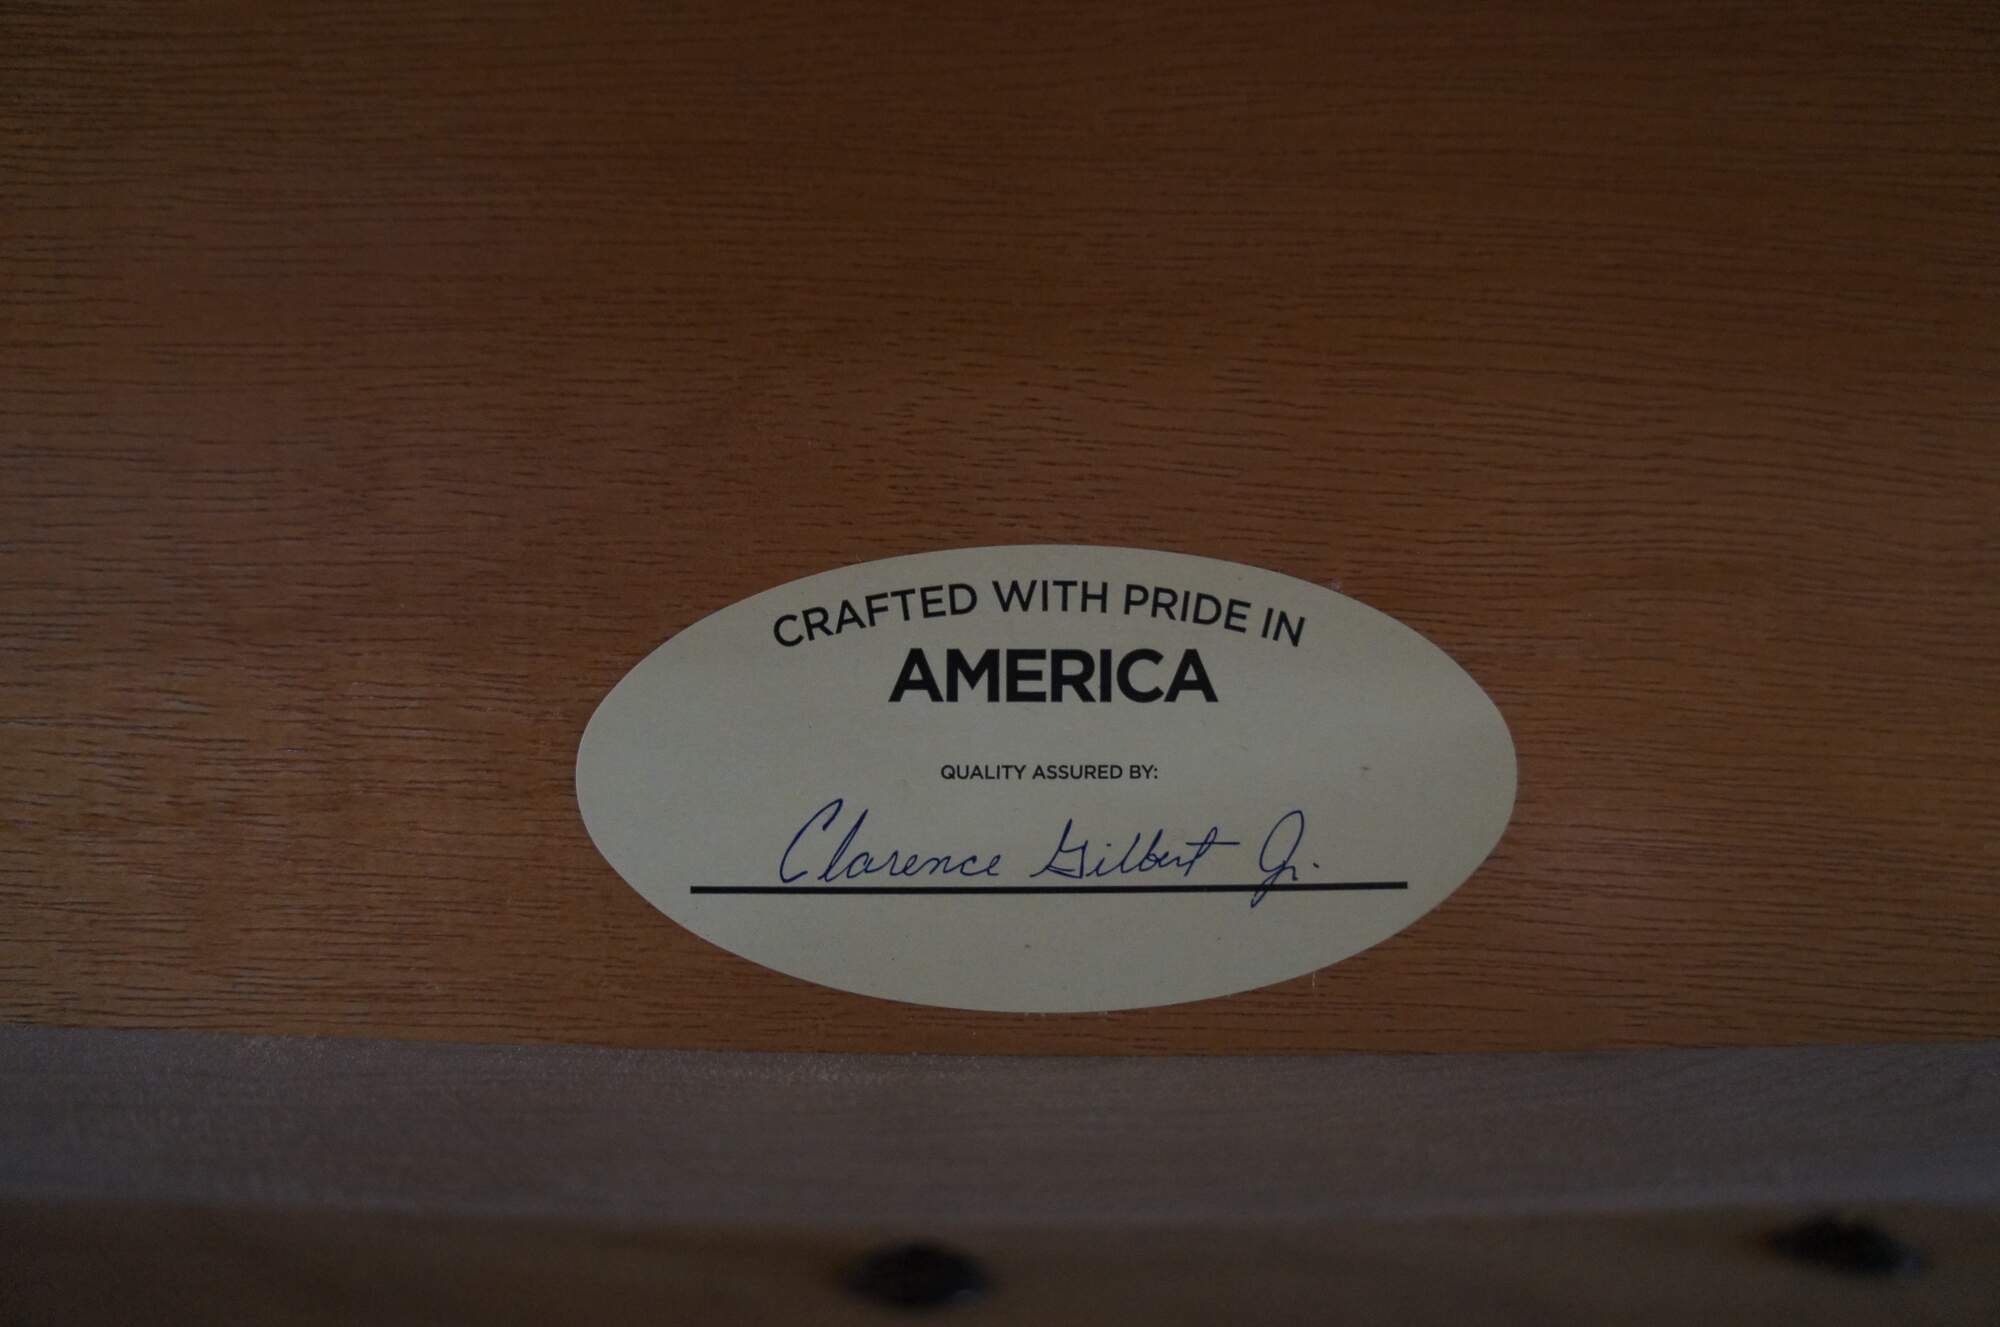 CRAFTED WITH PRIDE IN
AMERICA
QUALITY ASSURED BY:
Clarence Gilbert Jr.